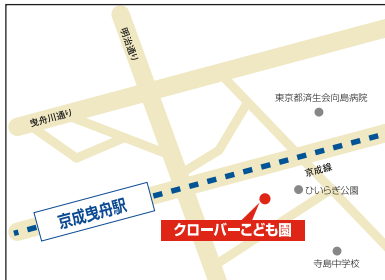 明治通り
曳舟川通り
東京都済生会向島病院
京成線
ひいらぎ公園
京成曳舟駅
クローバーこども園
寺島中学校